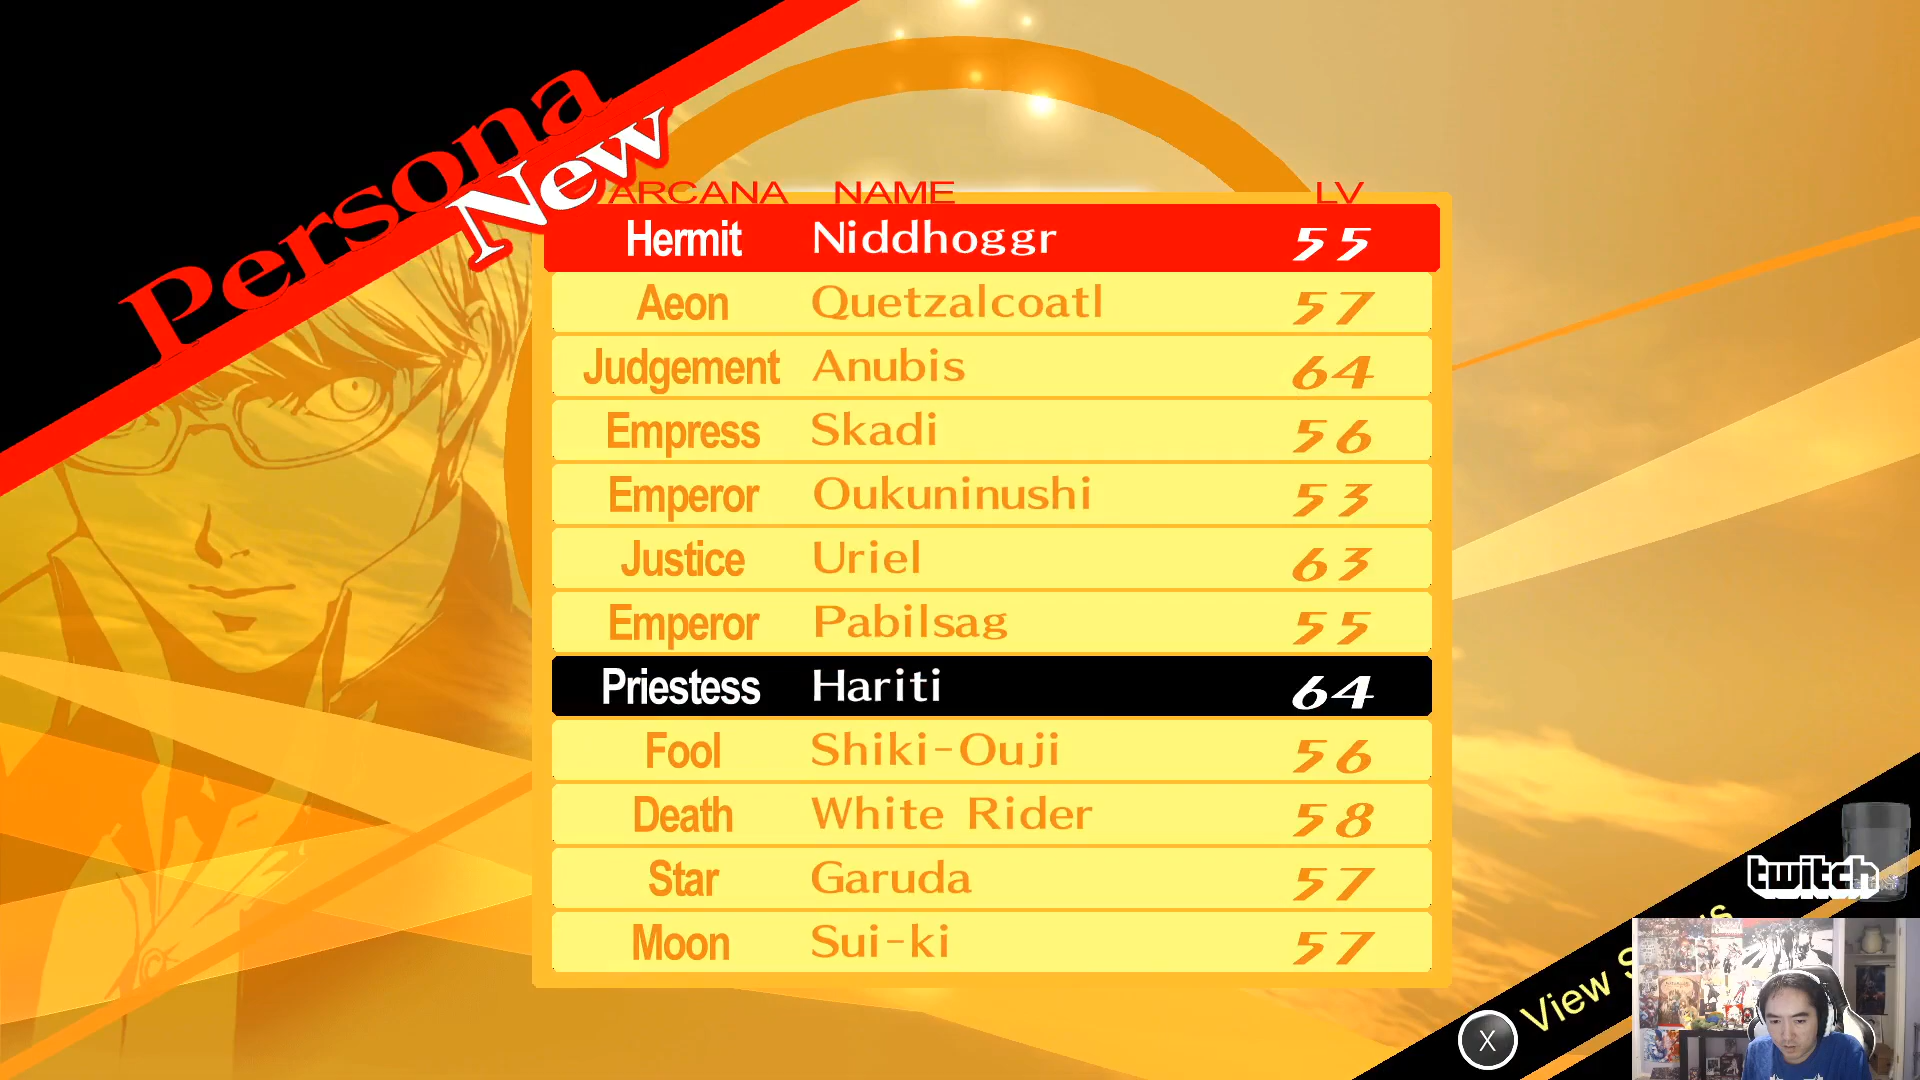 Persona
New
ARCANA NAME LV
Hermit Niddhoggr 55
Aeon Quetzalcoatl 57
Judgement Anubis 64
Empress Skadi 56
Emperor Oukuninushi 53
Justice Uriel 63
Emperor Pabilsag 55
Priestess Hariti 64
Fool Shiki-Ouji 56
Death White Rider 58
Star Garuda 57
Moon Sui-ki 57
twitch
X View